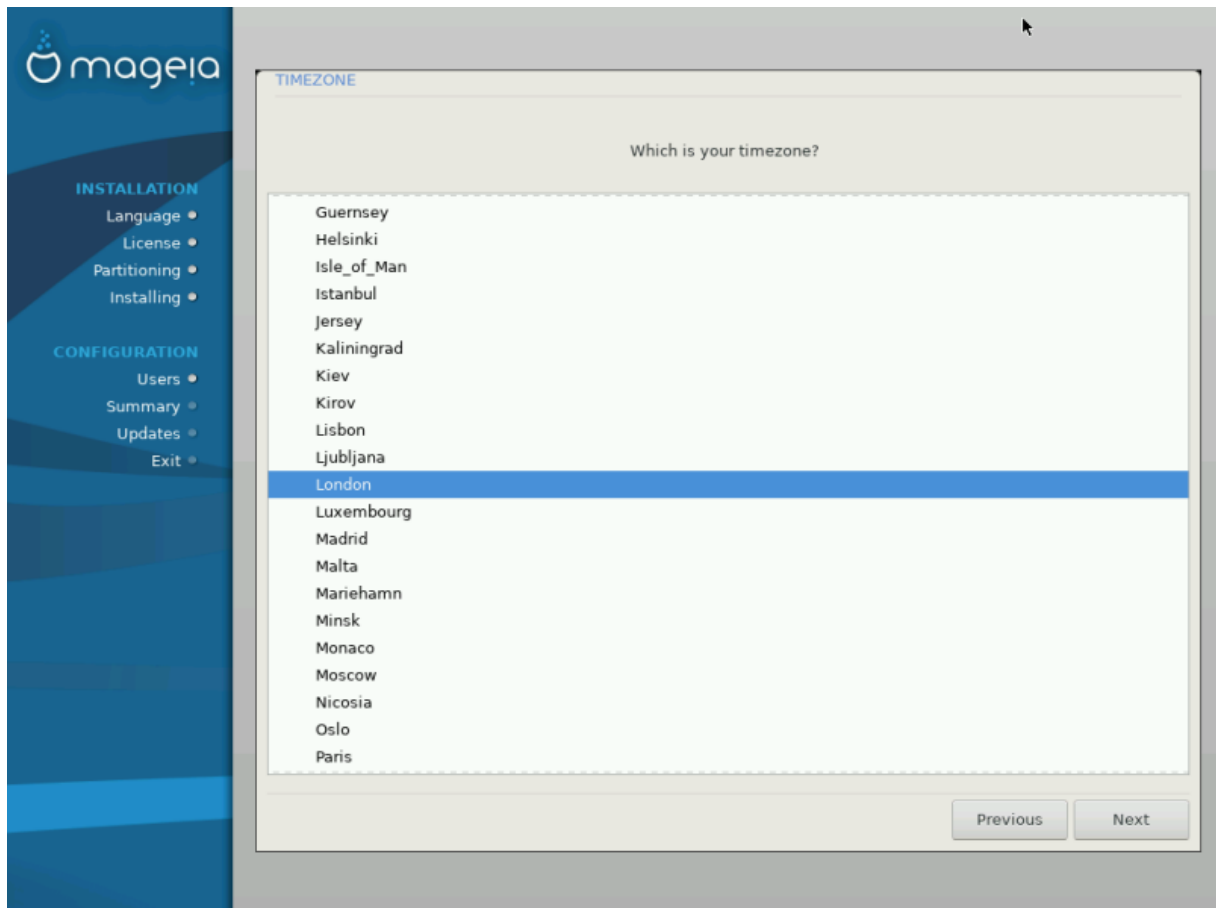 mageia
INSTALLATION
Language
License
Partitioning
Installing
CONFIGURATION
Users
Summary
Updates
Exit
TIMEZONE
Which is your timezone?
Guernsey
Helsinki
Isle_of_Man
Istanbul
Jersey
Kaliningrad
Kiev
Kirov
Lisbon
Ljubljana
London
Luxembourg
Madrid
Malta
Mariehamn
Minsk
Monaco
Moscow
Nicosia
Oslo
Paris
Previous
Next